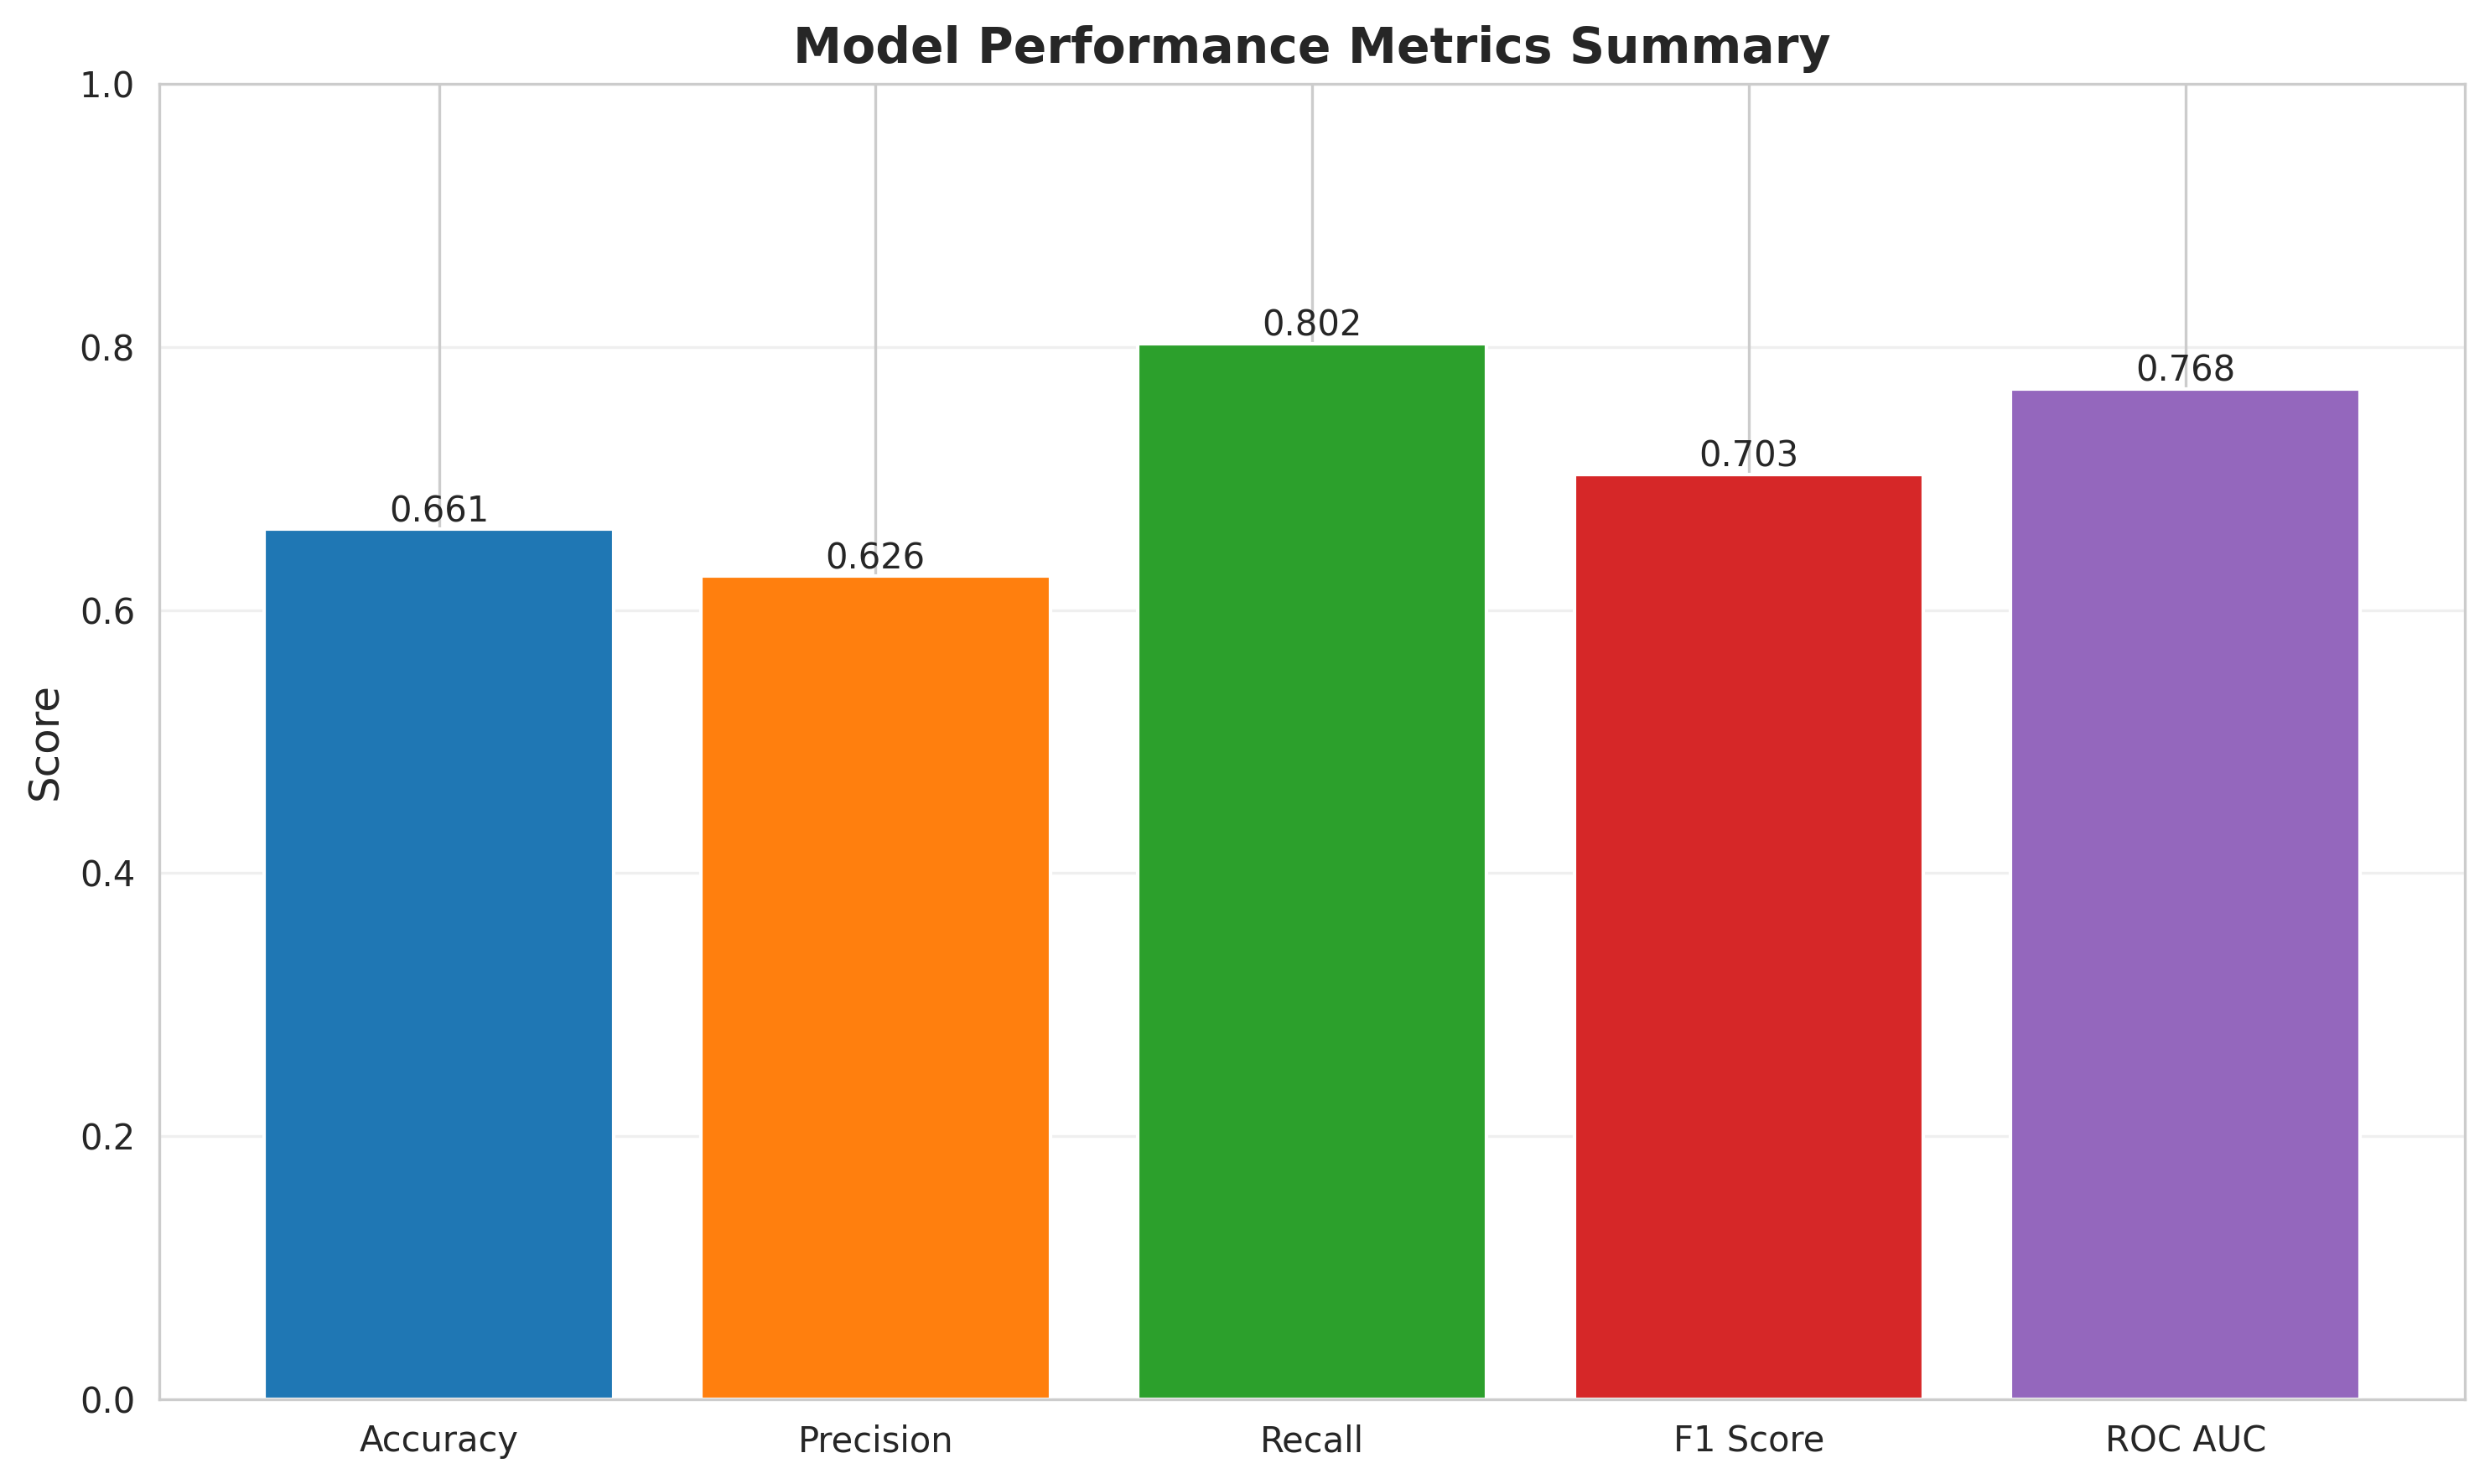 Model Performance Metrics Summary
1.0
0.8
0.6
0.4
0.2
0.0
Score
0.661
0.626
0.802
0.703
0.768
Accuracy
Precision
Recall
F1 Score
ROC AUC